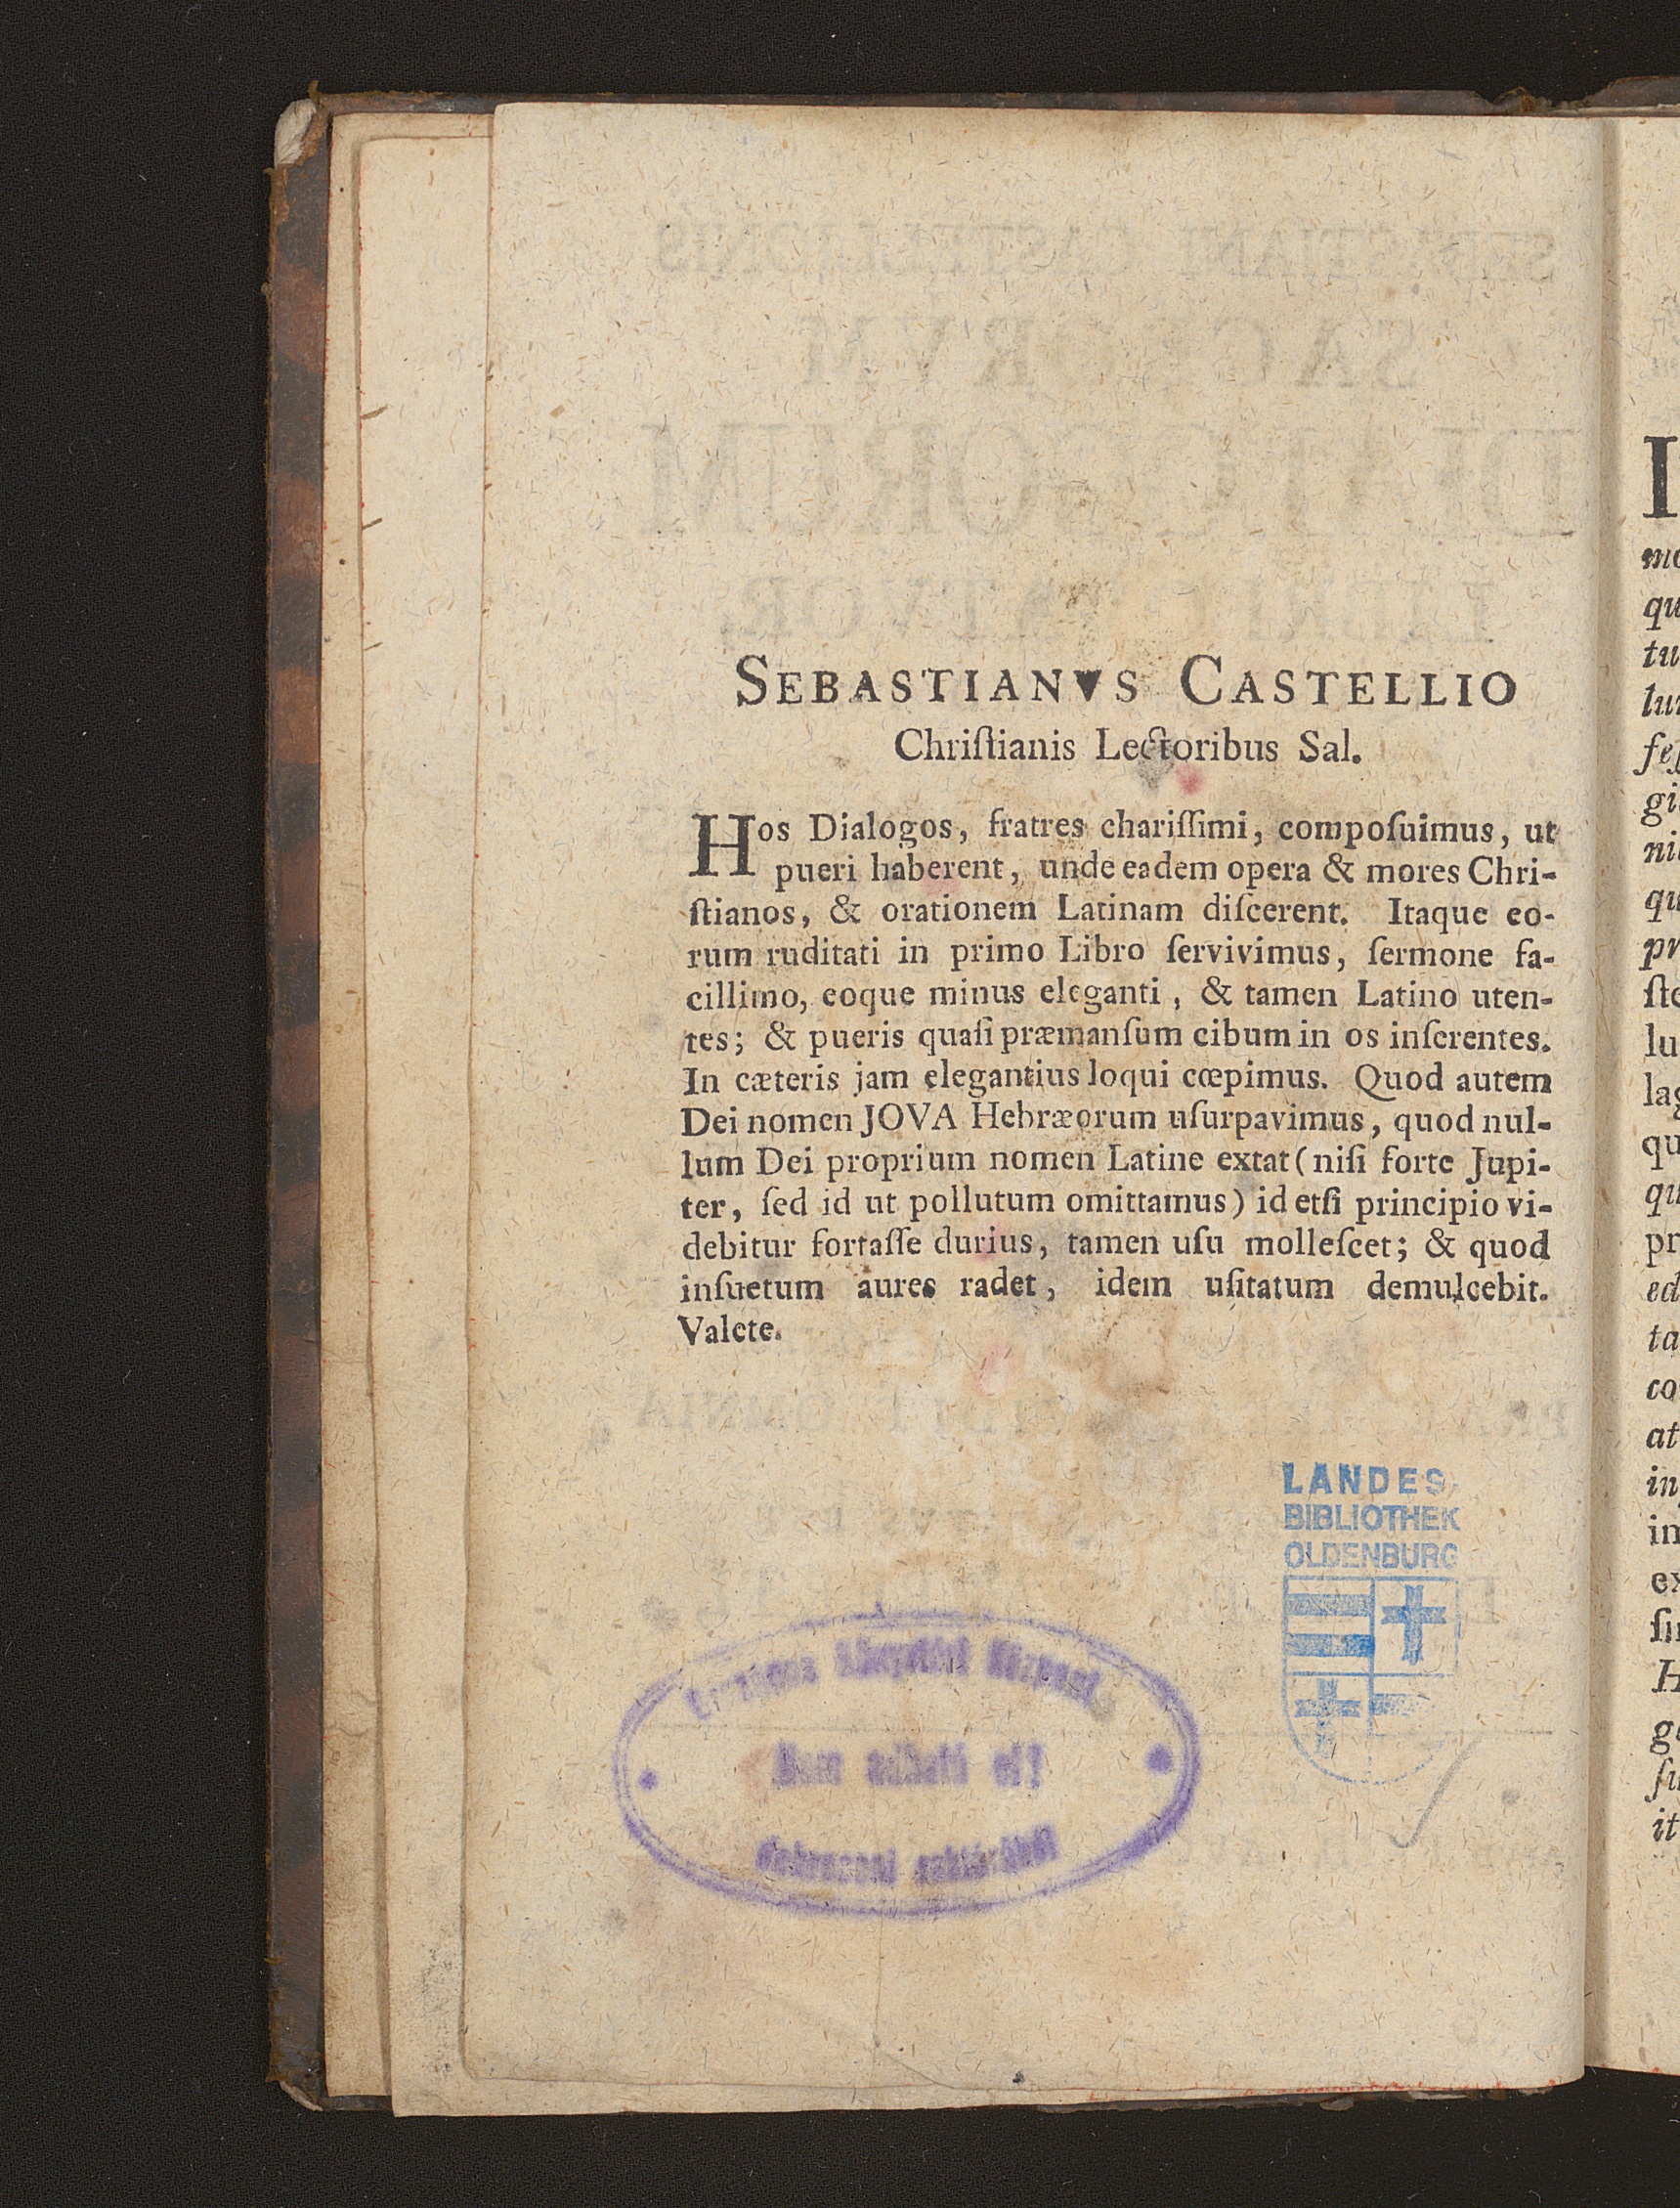 SEBASTIANVS CASTELLIO
Chriſtianis Lectoribus Sal.
Hos Dialogos, fratres chariſſimi, compoſuimus, ut
pueri haberent, unde eadem opera & mores Chri-
ſtianos, & orationem Latinam diſcerent. Itaque eo-
rum ruditati in primo Libro ſervivimus, ſermone fa-
cillimo, eoque minus eleganti, & tamen Latino uten-
tes; & pueris quaſi præmanſum cibum in os inſerentes.
In cæteris jam elegantius loqui cœpimus. Quod autem
Dei nomen JOVA Hebræorum uſurpavimus, quod nul-
lum Dei proprium nomen Latine extat (niſi forte Jupi-
ter, ſed id ut pollutum omittamus) id etſi principio vi-
debitur fortaſſe durius, tamen uſu molleſcet; & quod
inſuetum aures radet, idem uſitatum demulcebit.
Valete.
LANDES
BIBLIOTHEK
OLDENBURG